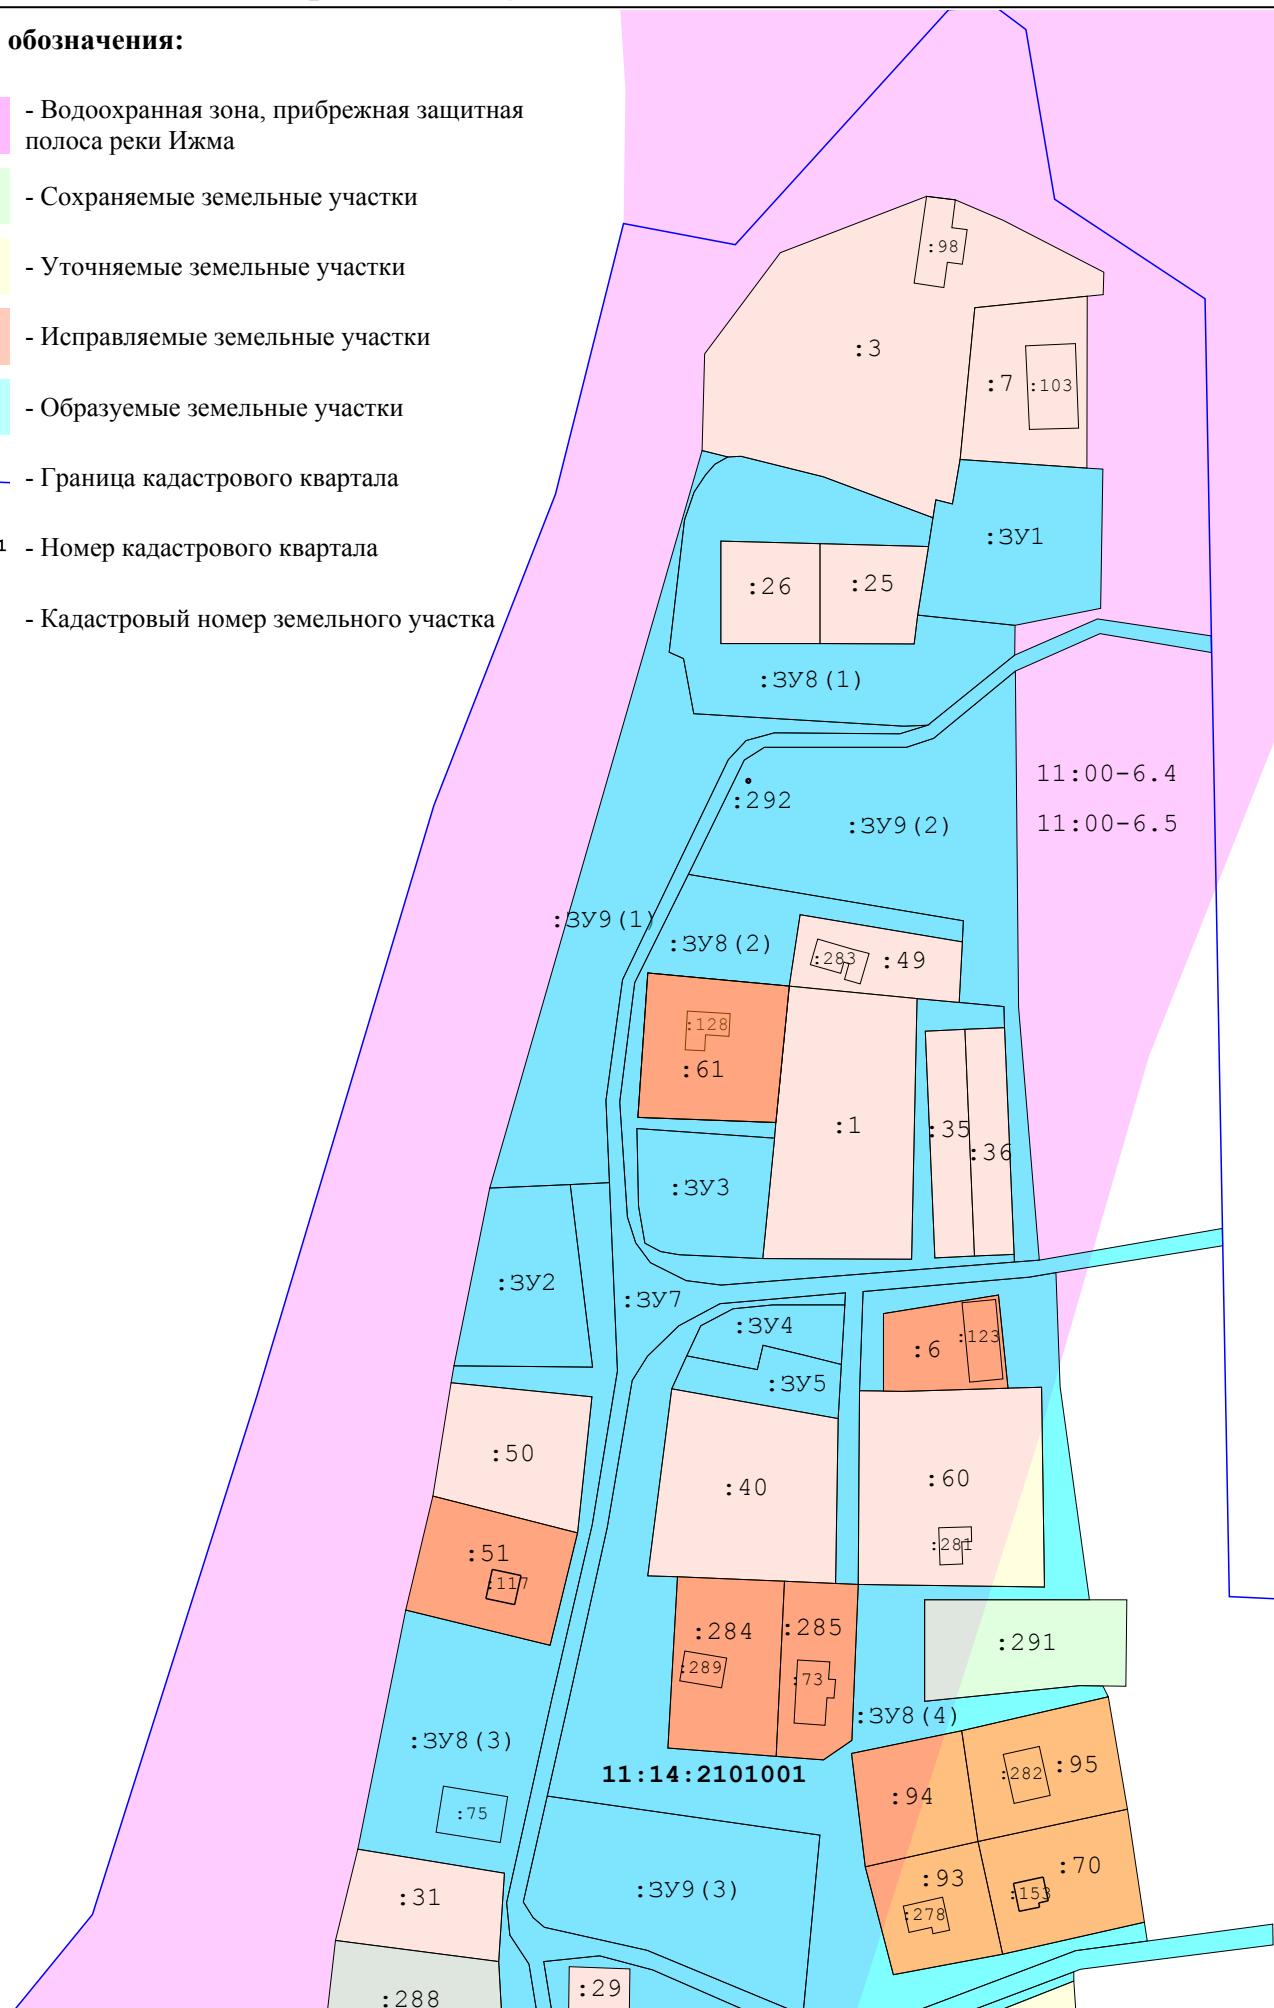 обозначения:
- Водоохранная зона, прибрежная защитная
полоса реки Ижма
- Сохраняемые земельные участки
- Уточняемые земельные участки
- Исправляемые земельные участки
- Образуемые земельные участки
- Граница кадастрового квартала
1 - Номер кадастрового квартала
- Кадастровый номер земельного участка
:98
:3
:7
:103
:ЗУ1
:26
:25
:ЗУ8(1)
11:00-6.4
:292
:ЗУ9(2)
11:00-6.5
:ЗУ9(1)
:ЗУ8(2)
:283
:49
:128
:61
:1
:35
:36
:ЗУ3
:ЗУ2
:ЗУ7
:ЗУ4
:6
:123
:ЗУ5
:50
:40
:60
:281
:51
:117
:284
:285
:291
:289
:73
:ЗУ8(4)
:ЗУ8(3)
11:14:2101001
:282
:95
:94
:75
:93
:70
:31
:ЗУ9(3)
:153
:278
:288
:29